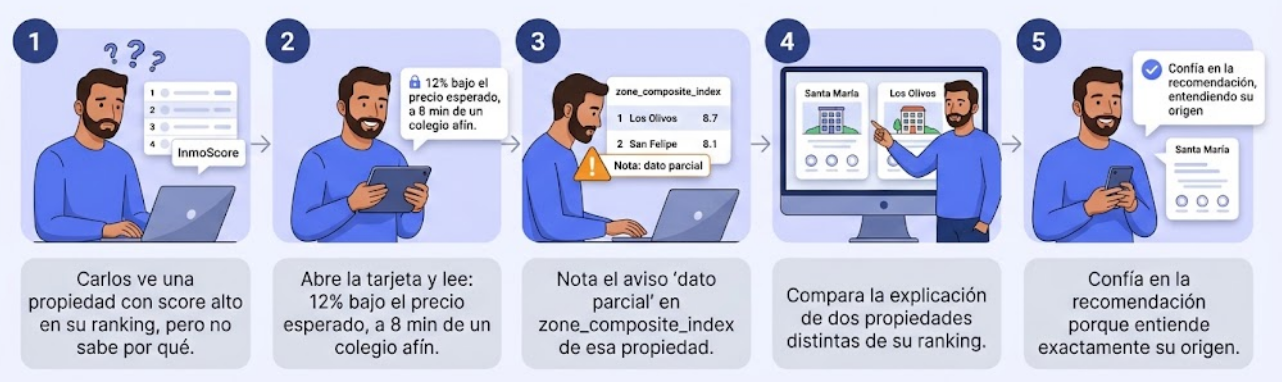 1
? ? ?
1
2
3
4
InmoScore
Carlos ve una
propiedad con score alto
en su ranking, pero no
sabe por qué.
2
12% bajo el
precio esperado,
a 8 min de un
colegio afín.
Abre la tarjeta y lee:
12% bajo el precio
esperado, a 8 min de un
colegio afín.
3
zone_composite_index
1 Los Olivos 8.7
2 San Felipe 8.1
Nota: dato parcial
Nota el aviso ‘dato
parcial’ en
zone_composite_index
de esa propiedad.
4
Santa María
Los Olivos
Compara la explicación
de dos propiedades
distintas de su ranking.
5
Confía en la
recomendación,
entendiendo su
origen
Santa María
Confía en la
recomendación
porque entiende
exactamente su origen.